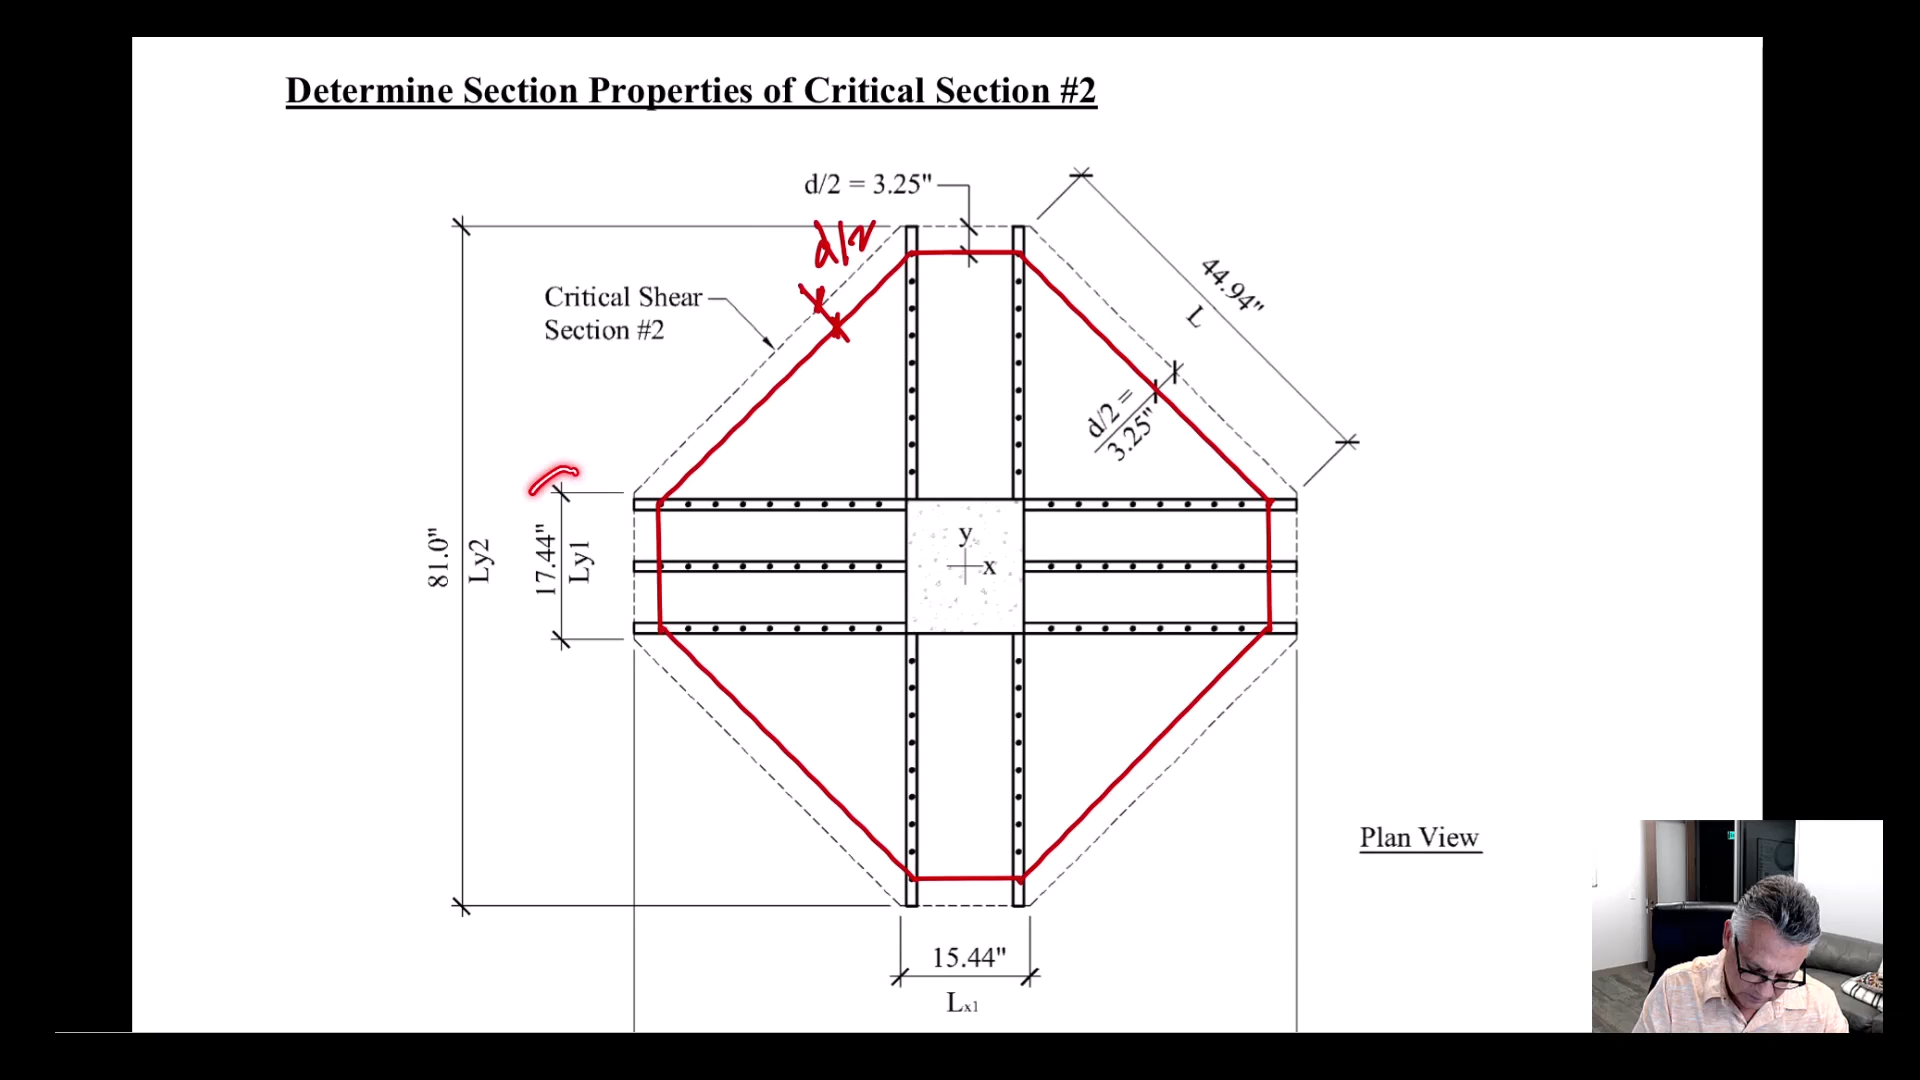 Determine Section Properties of Critical Section #2
d/2 = 3.25"
d/2
Critical Shear
Section #2
44.94"
L
d/2 =
3.25"
81.0"
Ly2
17.44"
Ly1
y
x
15.44"
Lx1
Plan View